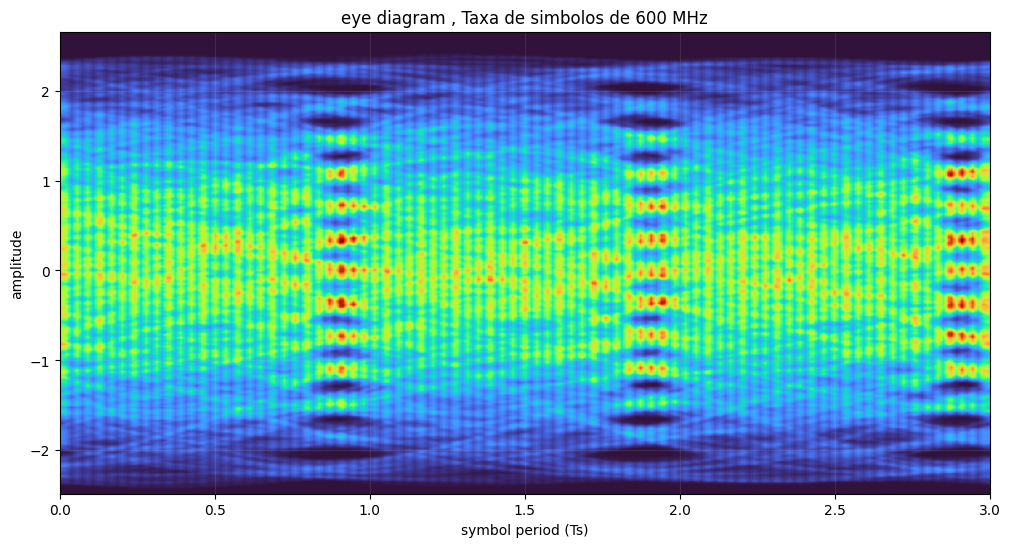 eye diagram , Taxa de simbolos de 600 MHz
amplitude
2
1
0
−1
−2
0.0 0.5 1.0 1.5 2.0 2.5 3.0
symbol period (Ts)